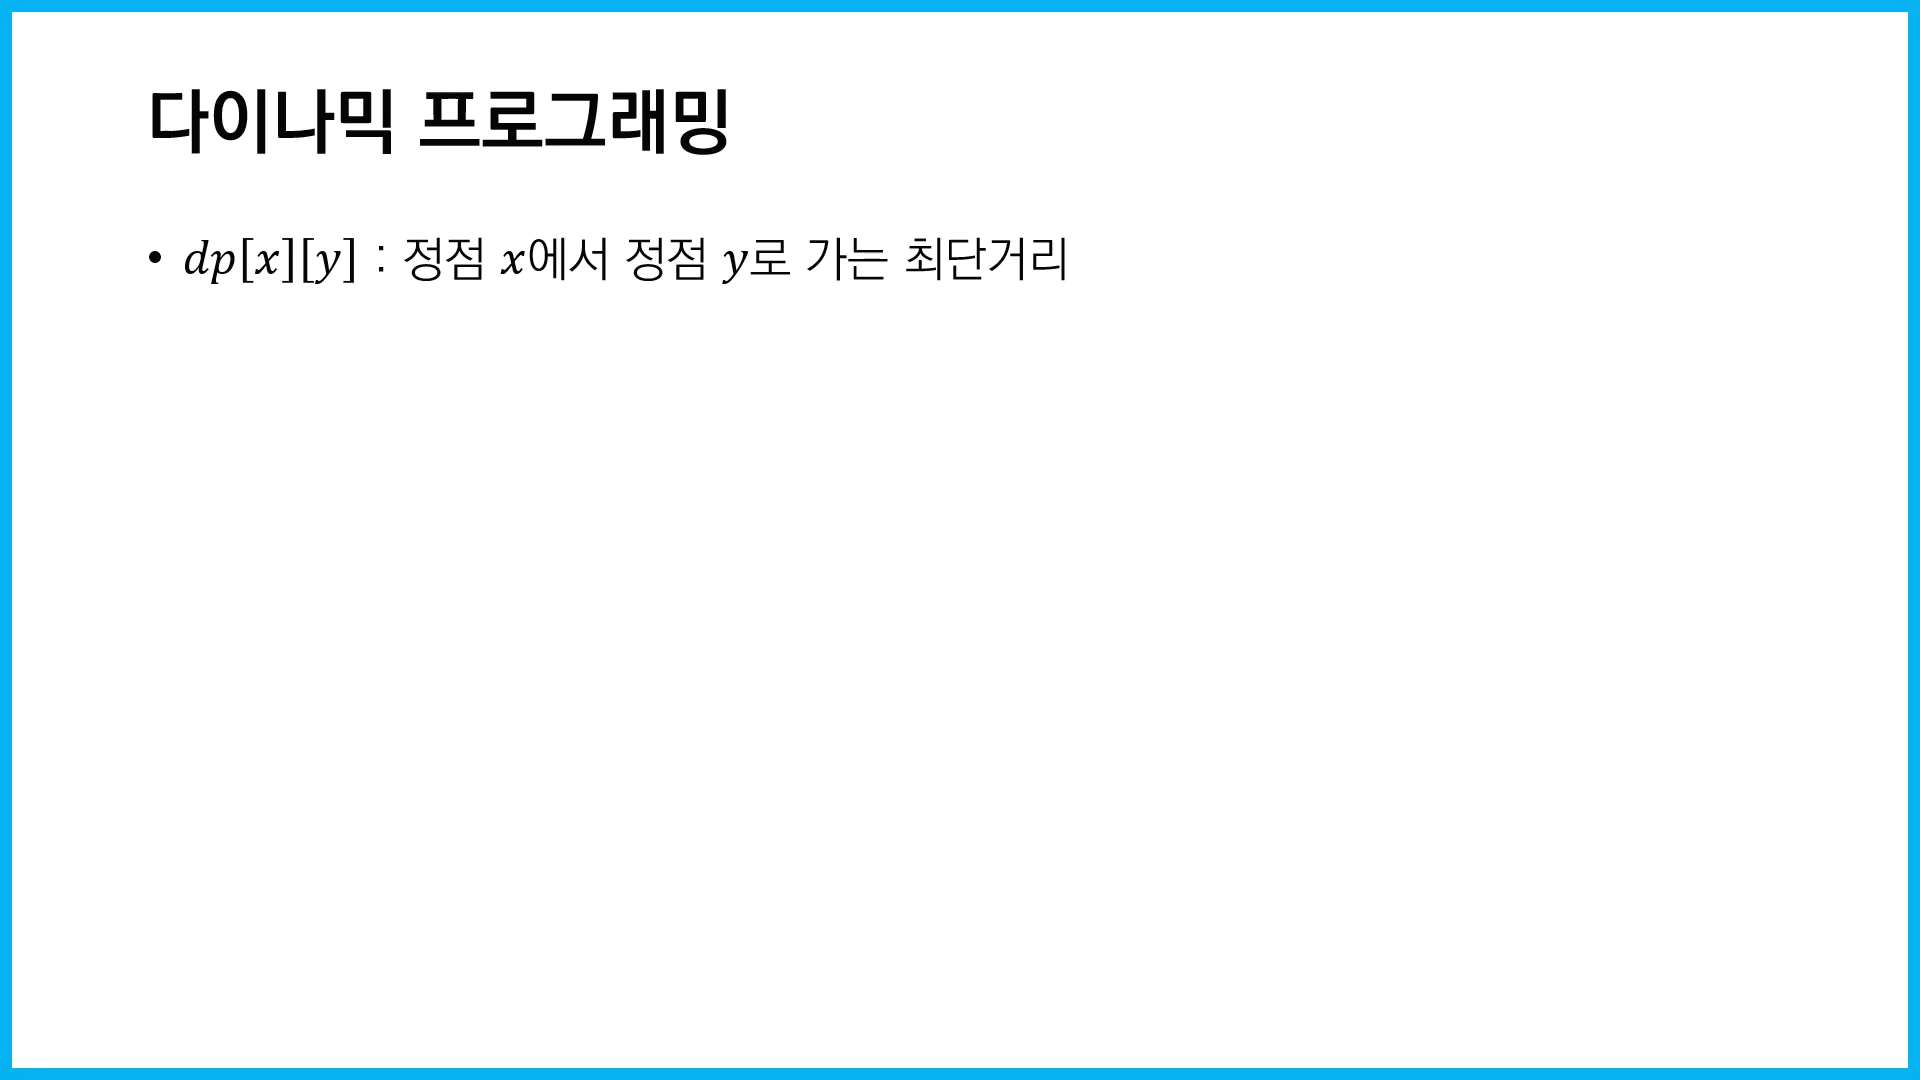 다이나믹 프로그래밍
• dp[x][y] : 정점 x에서 정점 y로 가는 최단거리